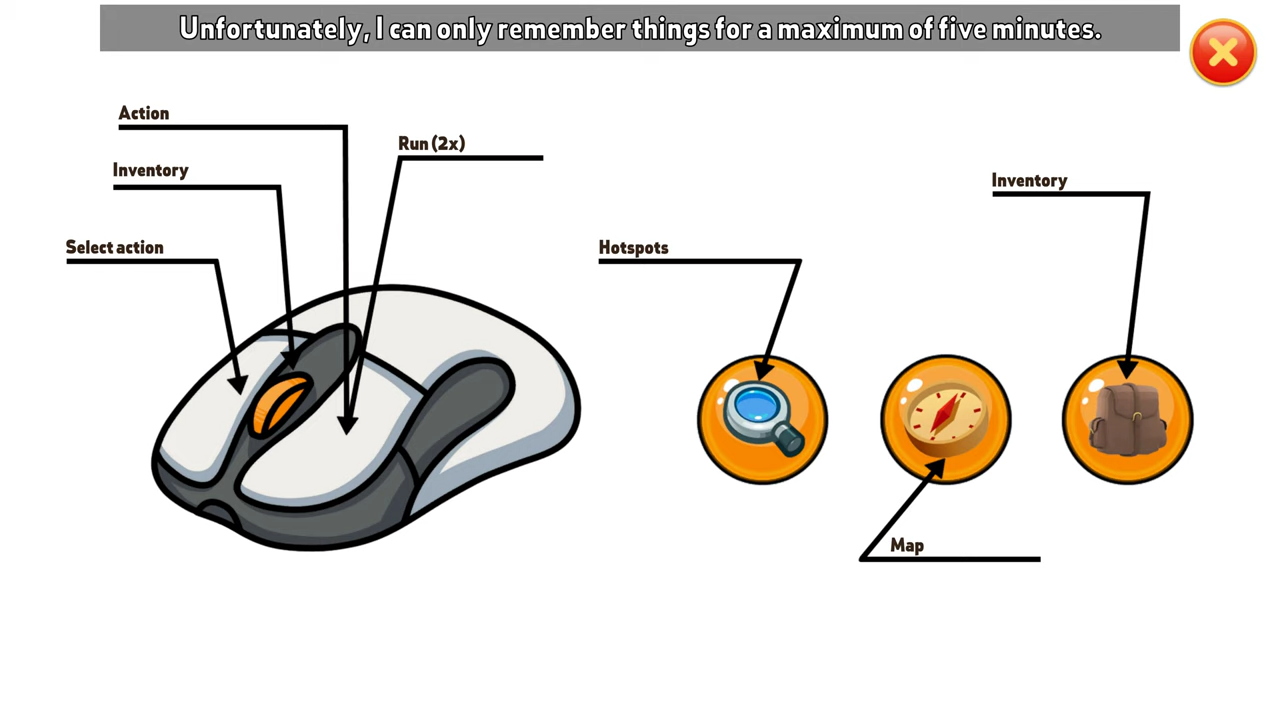 Unfortunately, I can only remember things for a maximum of five minutes.
Action
Run (2x)
Inventory
Inventory
Select action
Hotspots
Map